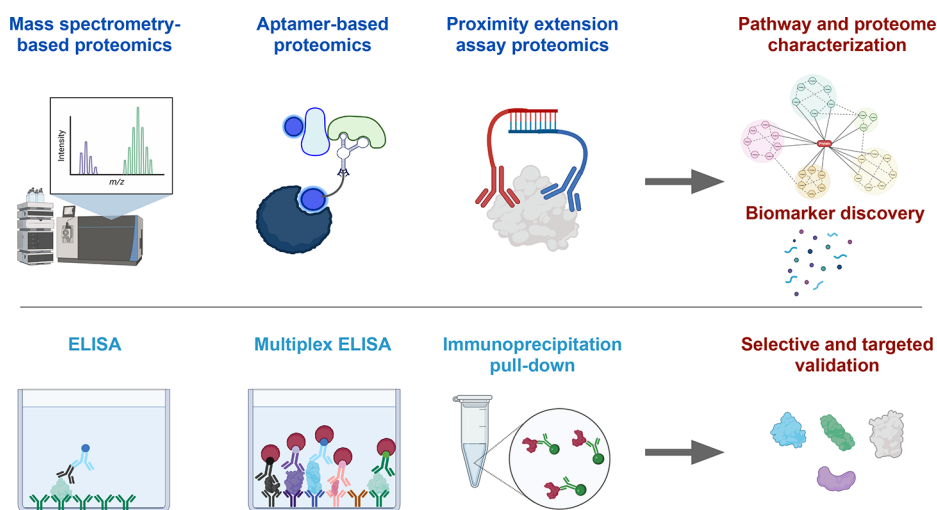 Mass spectrometry-
based proteomics
Aptamer-based
proteomics
Proximity extension
assay proteomics
Pathway and proteome
characterization
Intensity
m/z
Biomarker discovery
ELISA
Multiplex ELISA
Immunoprecipitation
pull-down
Selective and targeted
validation